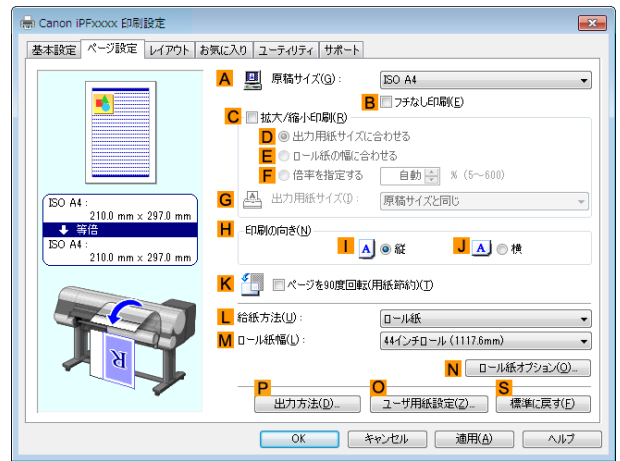 Canon iPFxxxx 印刷設定
基本設定 ページ設定 レイアウト お気に入り ユーティリティ サポート
A 原稿サイズ(G): ISO A4
B フチなし印刷(E)
C 拡大/縮小印刷(R)
D 出力用紙サイズに合わせる
E ロール紙の幅に合わせる
F 倍率を指定する 自動 % (5～600)
G 出力用紙サイズ(I): 原稿サイズと同じ
ISO A4 :
210.0 mm × 297.0 mm
等倍
ISO A4 :
210.0 mm × 297.0 mm
H 印刷の向き(N)
I A 縦 J A 横
K ページを90度回転(用紙節約)(T)
L 給紙方法(U): ロール紙
M ロール紙幅(L): 44インチロール (1117.6mm)
R
N ロール紙オプション(O)...
P O S
出力方法(D)... ユーザ用紙設定(Z)... 標準に戻す(F)
OK キャンセル 適用(A) ヘルプ